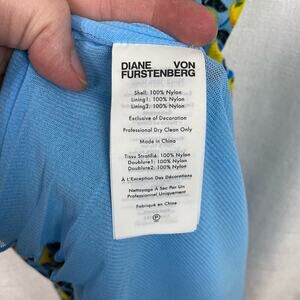 DIANE VON
FURSTENBERG
Shell: 100% Nylon
Lining1: 100% Nylon
Lining2: 100% Nylon
Exclusive of Decoration
Professional Dry Clean Only
Made in China
Tissu Stratifié: 100% Nylon
Doublure1: 100% Nylon
Doublure2: 100% Nylon
À L'Exception Des Décorations
Nettoyage À Sec Par Un
Professionnel Uniquement
Fabriqué en Chine
P